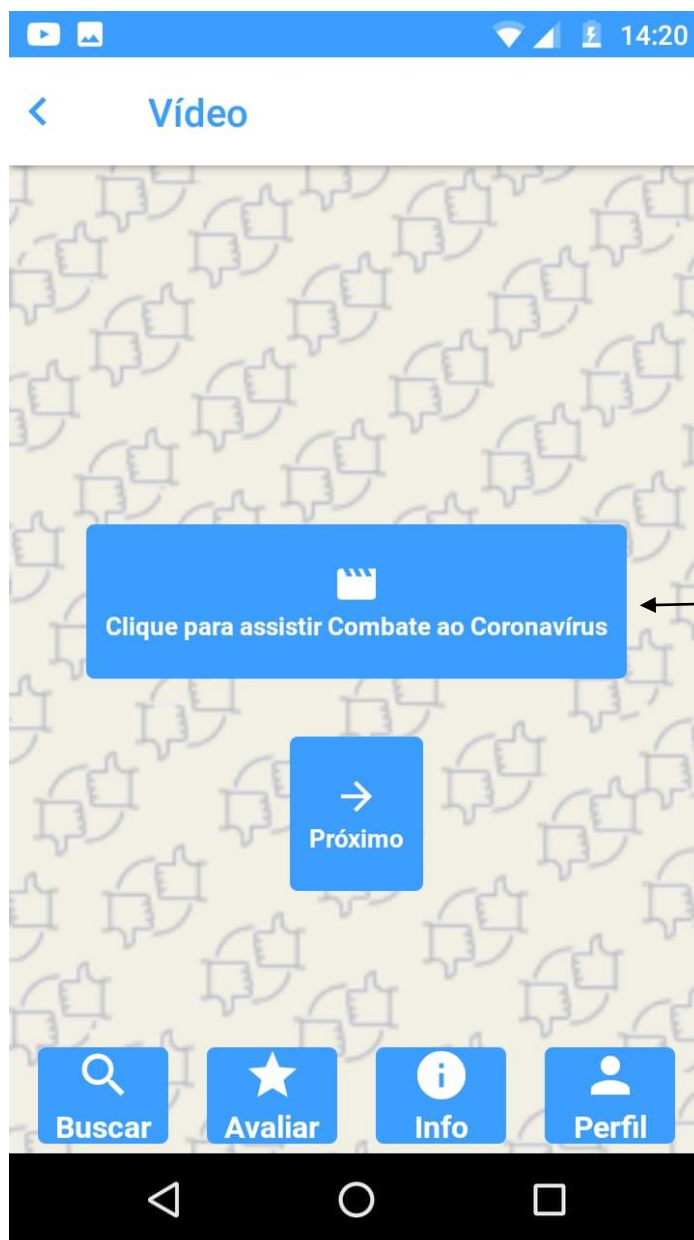 14:20
Vídeo
Clique para assistir Combate ao Coronavírus
Próximo
Buscar Avaliar Info Perfil